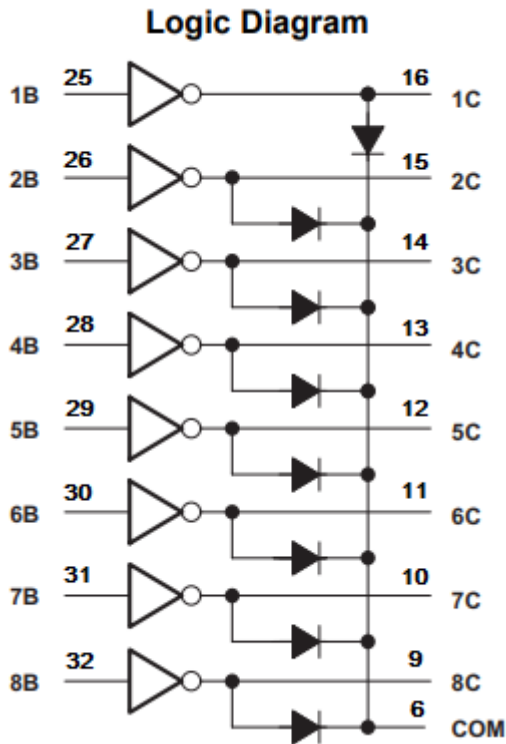 Logic Diagram
1B 25 16 1C
2B 26 15 2C
3B 27 14 3C
4B 28 13 4C
5B 29 12 5C
6B 30 11 6C
7B 31 10 7C
8B 32 9 8C
6 COM